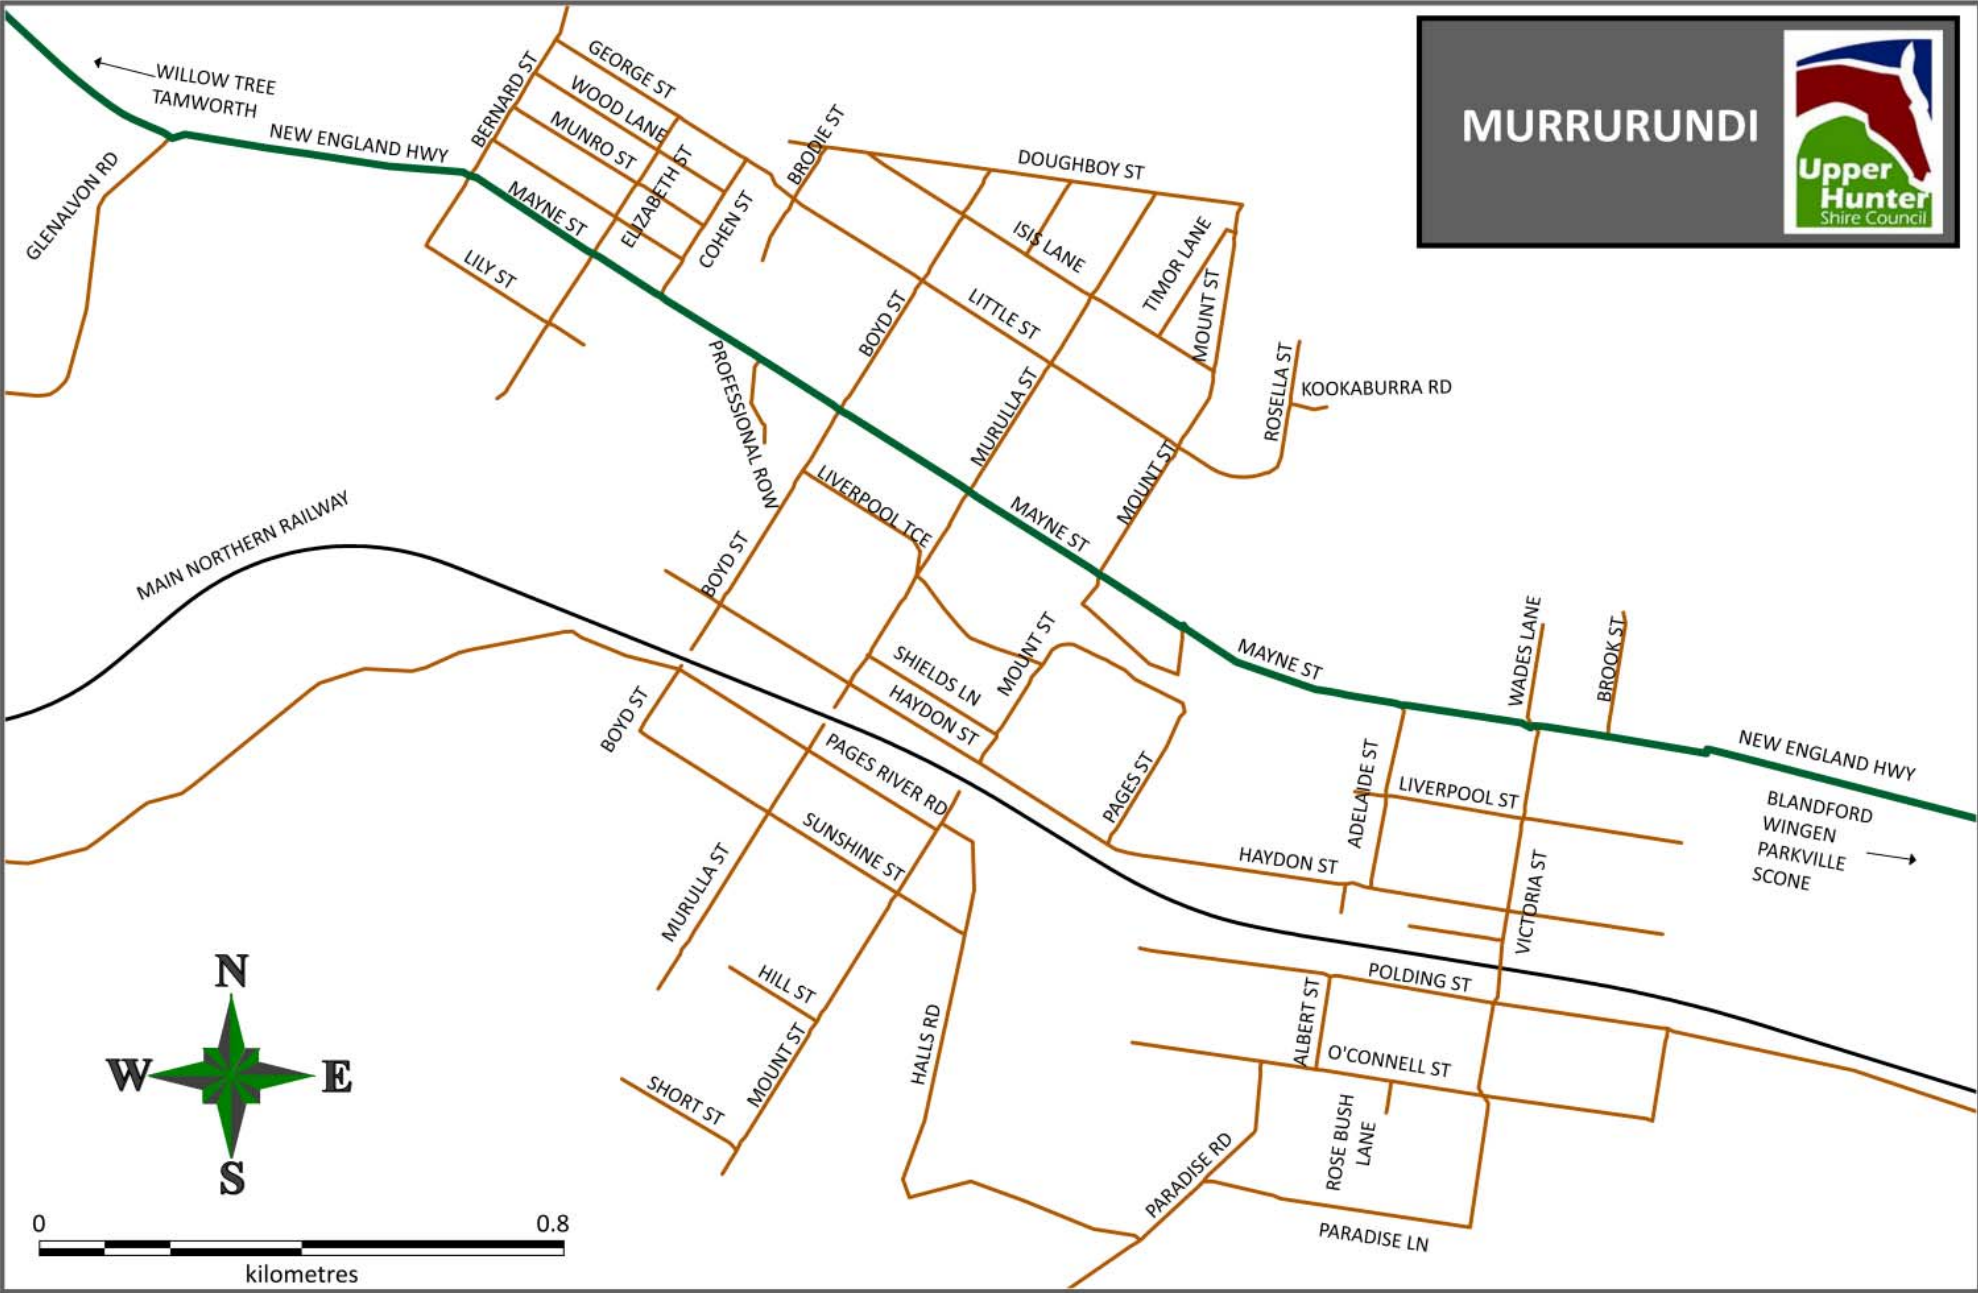 MURRURUNDI
Upper
Hunter
Shire Council
WILLOW TREE
TAMWORTH
NEW ENGLAND HWY
GLENALVON RD
BERNARD ST
GEORGE ST
WOOD LANE
MUNRO ST
MAYNE ST
ELIZABETH ST
COHEN ST
LILY ST
BRODIE ST
DOUGHBOY ST
ISIS LANE
TIMOR LANE
MOUNT ST
LITTLE ST
BOYD ST
MURULLA ST
ROSELLA ST
KOOKABURRA RD
PROFESSIONAL ROW
LIVERPOOL TCE
MOUNT ST
MAYNE ST
MAIN NORTHERN RAILWAY
BOYD ST
SHIELDS LN
MOUNT ST
HAYDON ST
MAYNE ST
WADES LANE
BROOK ST
NEW ENGLAND HWY
BLANDFORD
WINGEN
PARKVILLE
SCONE
BOYD ST
PAGES RIVER RD
PAGES ST
ADELAIDE ST
LIVERPOOL ST
SUNSHINE ST
HAYDON ST
VICTORIA ST
MURULLA ST
HILL ST
POLDING ST
ALBERT ST
O'CONNELL ST
HALLS RD
MOUNT ST
SHORT ST
ROSE BUSH
LANE
PARADISE RD
PARADISE LN
N
W
E
S
0
0.8
kilometres